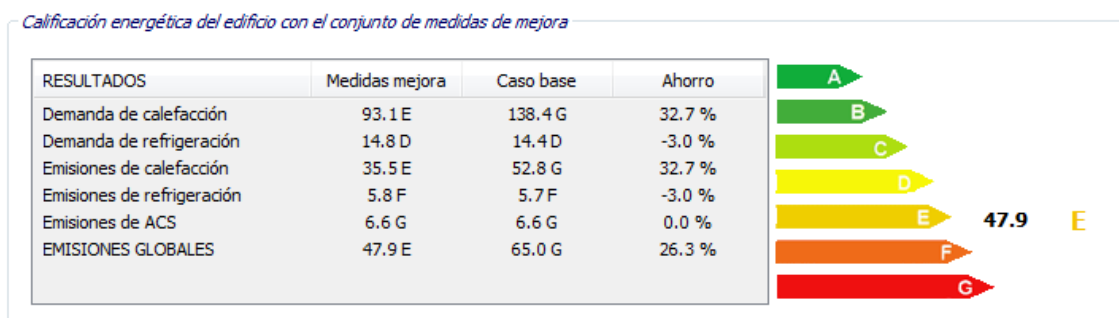 Calificación energética del edificio con el conjunto de medidas de mejora
RESULTADOS Medidas mejora Caso base Ahorro
Demanda de calefacción 93.1 E 138.4 G 32.7 %
Demanda de refrigeración 14.8 D 14.4 D -3.0 %
Emisiones de calefacción 35.5 E 52.8 G 32.7 %
Emisiones de refrigeración 5.8 F 5.7 F -3.0 %
Emisiones de ACS 6.6 G 6.6 G 0.0 %
EMISIONES GLOBALES 47.9 E 65.0 G 26.3 %
A
B
C
D
E 47.9 E
F
G